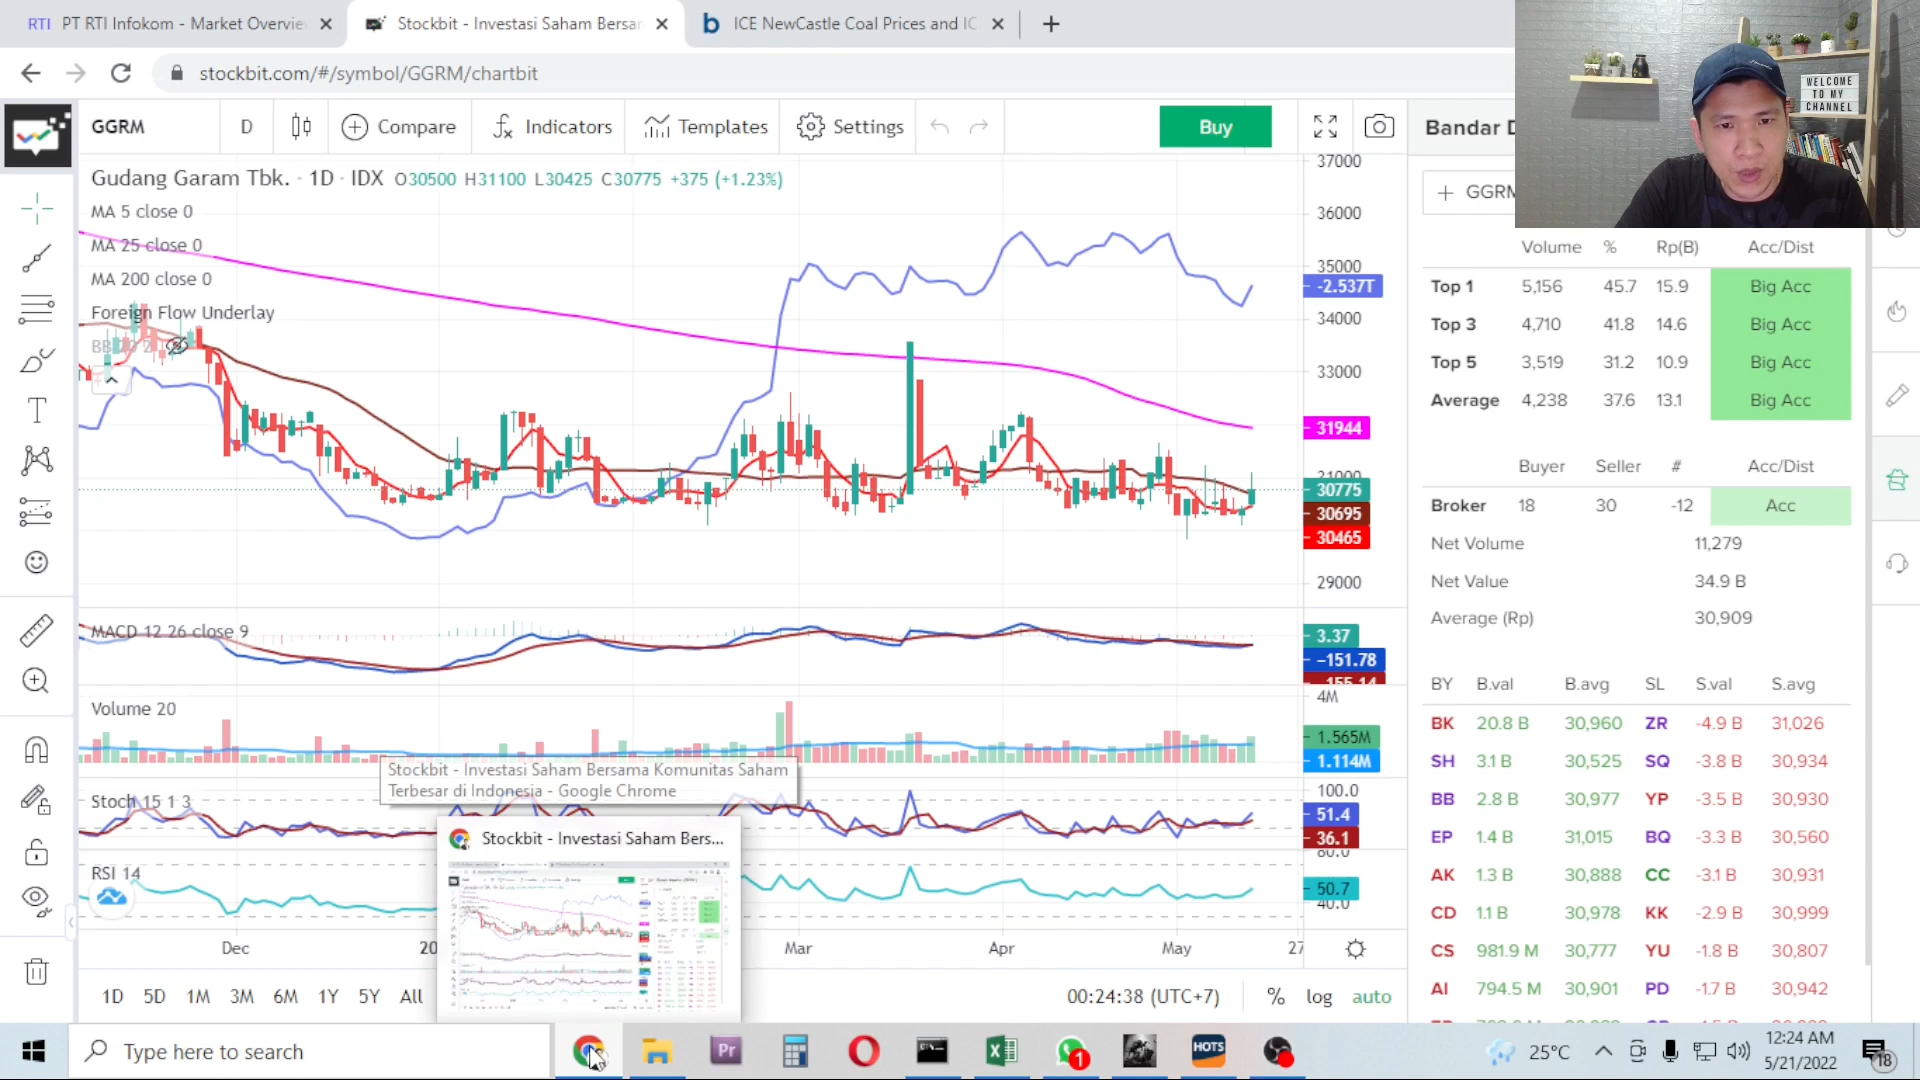 RTI PT RTI Infokom - Market Overvie
Stockbit - Investasi Saham Bersar
ICE NewCastle Coal Prices and IC
stockbit.com/#/symbol/GGRM/chartbit
WELCOME
TO MY
CHANNEL
GGRM D Compare Indicators Templates Settings Buy
Bandar D
GGRM
Gudang Garam Tbk. · 1D · IDX O30500 H31100 L30425 C30775 +375 (+1.23%)
MA 5 close 0
MA 25 close 0
MA 200 close 0
Foreign Flow Underlay
37000
36000
35000
-2.537T
34000
33000
31944
31000
30775
30695
30465
29000
MACD 12 26 close 9
3.37
-151.78
-155.14
Volume 20
4M
1.565M
1.114M
Stockbit - Investasi Saham Bersama Komunitas Saham
Terbesar di Indonesia - Google Chrome
Stoch 15 1 3
100.0
51.4
36.1
80.0
Stockbit - Investasi Saham Bers...
RSI 14
50.7
40.0
Dec 20 Mar Apr May 27
1D 5D 1M 3M 6M 1Y 5Y All
00:24:38 (UTC+7) % log auto
Volume % Rp(B) Acc/Dist
Top 1 5,156 45.7 15.9 Big Acc
Top 3 4,710 41.8 14.6 Big Acc
Top 5 3,519 31.2 10.9 Big Acc
Average 4,238 37.6 13.1 Big Acc
Buyer Seller # Acc/Dist
Broker 18 30 -12 Acc
Net Volume 11,279
Net Value 34.9 B
Average (Rp) 30,909
BY B.val B.avg SL S.val S.avg
BK 20.8 B 30,960 ZR -4.9 B 31,026
SH 3.1 B 30,525 SQ -3.8 B 30,934
BB 2.8 B 30,977 YP -3.5 B 30,930
EP 1.4 B 31,015 BQ -3.3 B 30,560
AK 1.3 B 30,888 CC -3.1 B 30,931
CD 1.1 B 30,978 KK -2.9 B 30,999
CS 981.9 M 30,777 YU -1.8 B 30,807
AI 794.5 M 30,901 PD -1.7 B 30,942
Type here to search
Pr
HOTS
1
25°C
12:24 AM
5/21/2022
18